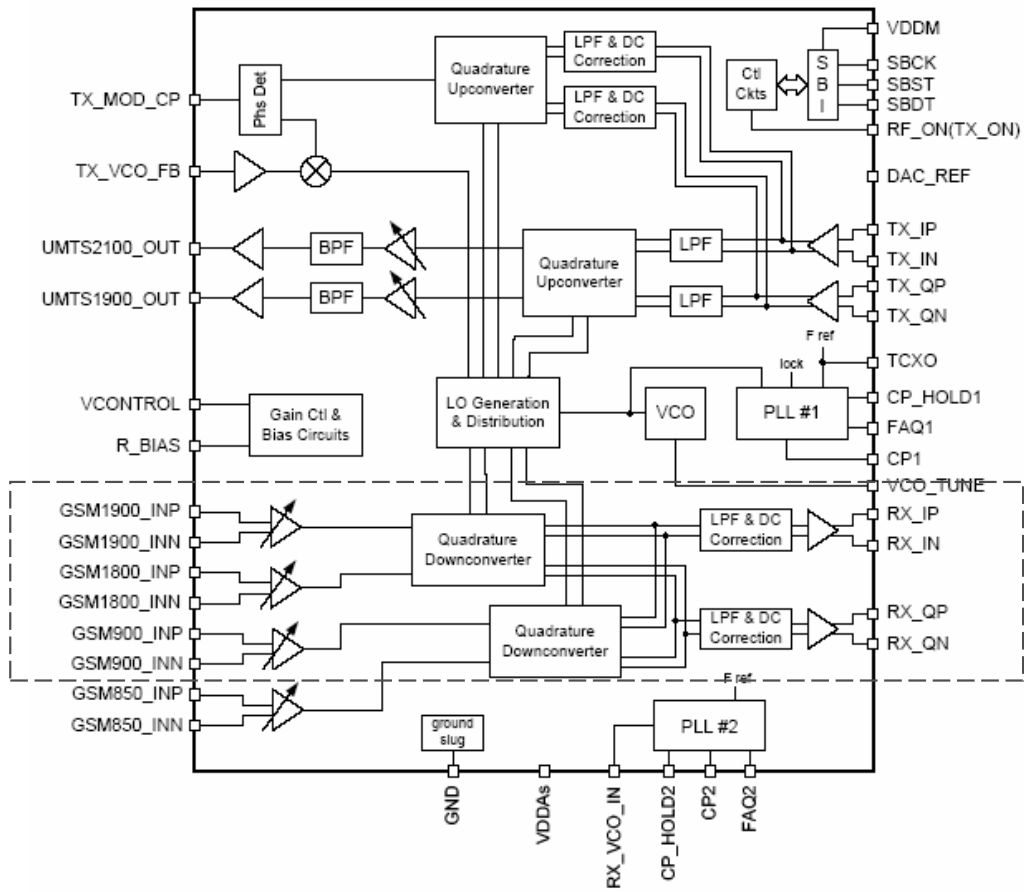 VDDM
LPF & DC
Correction
Quadrature
Upconverter
Ctl
Ckts
S
B
I
SBCK
SBST
SBDT
TX_MOD_CP
Phs Det
LPF & DC
Correction
RF_ON(TX_ON)
TX_VCO_FB
DAC_REF
UMTS2100_OUT
BPF
Quadrature
Upconverter
LPF
TX_IP
TX_IN
UMTS1900_OUT
BPF
LPF
TX_QP
TX_QN
F ref
lock
TCXO
VCONTROL
R_BIAS
Gain Ctl &
Bias Circuits
LO Generation
& Distribution
VCO
PLL #1
CP_HOLD1
FAQ1
CP1
VCO_TUNE
GSM1900_INP
GSM1900_INN
Quadrature
Downconverter
LPF & DC
Correction
RX_IP
RX_IN
GSM1800_INP
GSM1800_INN
GSM900_INP
GSM900_INN
Quadrature
Downconverter
LPF & DC
Correction
RX_QP
RX_QN
GSM850_INP
GSM850_INN
F ref
ground
slug
PLL #2
GND
VDDAs
RX_VCO_IN
CP_HOLD2
CP2
FAQ2